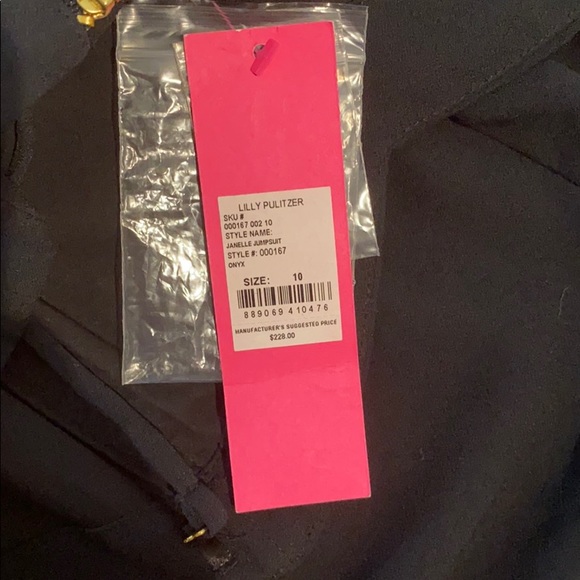 LILLY PULITZER
SKU #
000167 002 10
STYLE NAME:
JANELLE JUMPSUIT
STYLE #: 000167
ONYX
SIZE: 10
889069 410476
MANUFACTURER'S SUGGESTED PRICE
$228.00